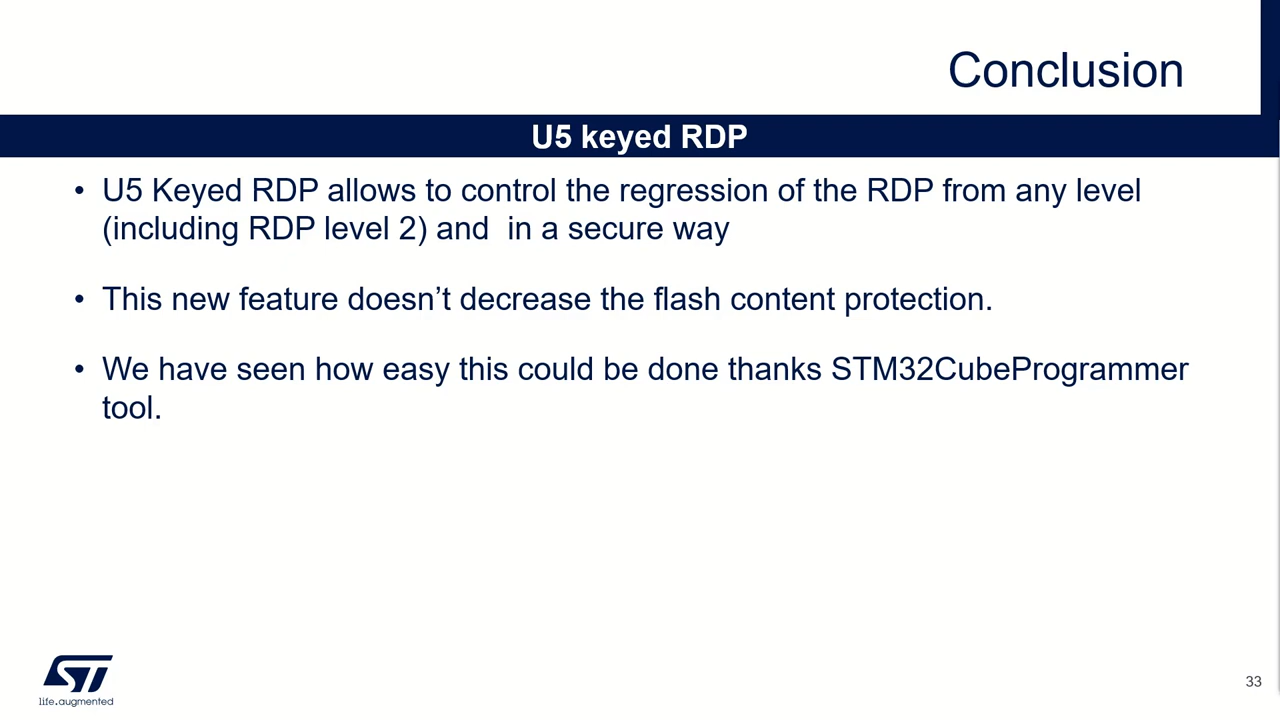 Conclusion
U5 keyed RDP
• U5 Keyed RDP allows to control the regression of the RDP from any level
(including RDP level 2) and  in a secure way
• This new feature doesn’t decrease the flash content protection.
• We have seen how easy this could be done thanks STM32CubeProgrammer
tool.
ST
life.augmented
33